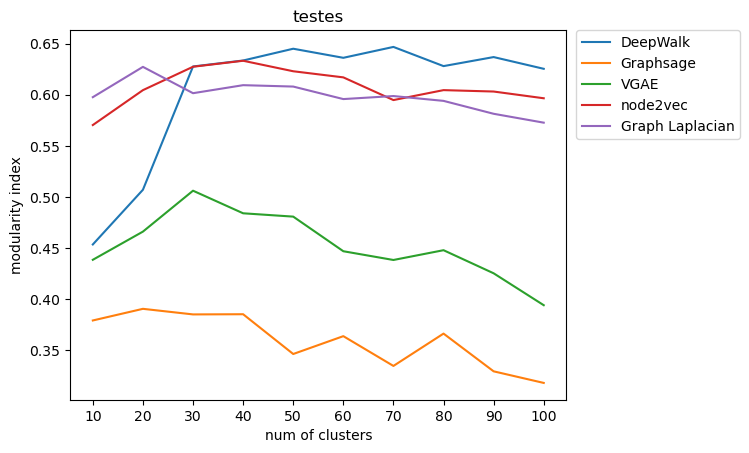 testes
modularity index
0.65
0.60
0.55
0.50
0.45
0.40
0.35
10 20 30 40 50 60 70 80 90 100
num of clusters
DeepWalk
Graphsage
VGAE
node2vec
Graph Laplacian